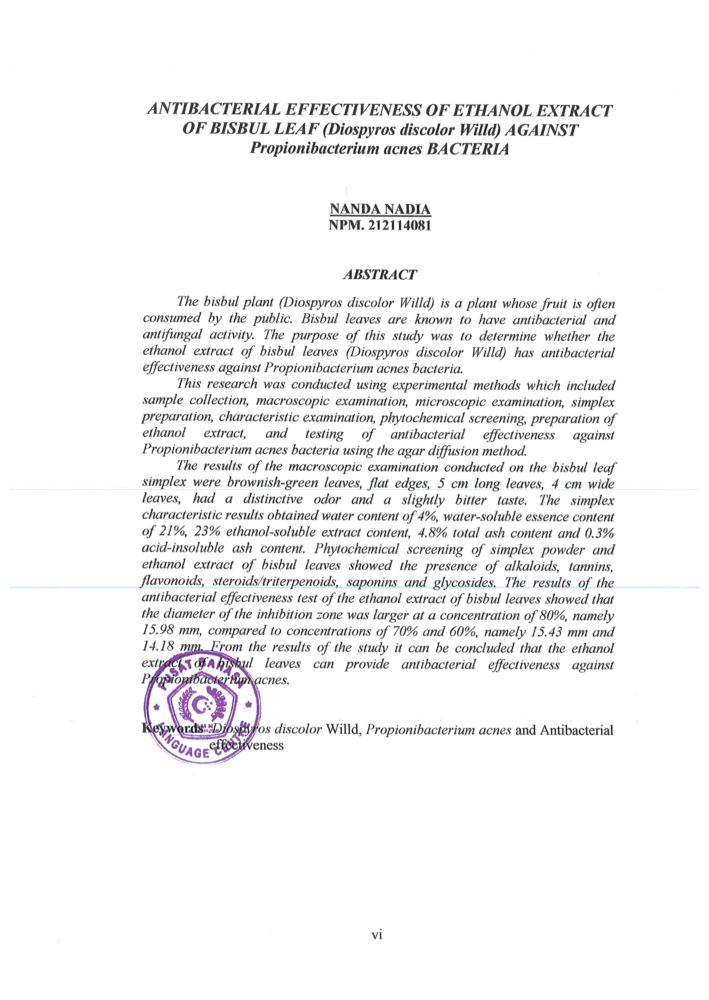 ANTIBACTERIAL EFFECTIVENESS OF ETHANOL EXTRACT
OF BISBUL LEAF (Diospyros discolor Willd) AGAINST
Propionibacterium acnes BACTERIA
NANDA NADIA
NPM. 212114081
ABSTRACT
The bisbul plant (Diospyros discolor Willd) is a plant whose fruit is often
consumed by the public. Bisbul leaves are known to have antibacterial and
antifungal activity. The purpose of this study was to determine whether the
ethanol extract of bisbul leaves (Diospyros discolor Willd) has antibacterial
effectiveness against Propionibacterium acnes bacteria.
This research was conducted using experimental methods which included
sample collection, macroscopic examination, microscopic examination, simplex
preparation, characteristic examination, phytochemical screening, preparation of
ethanol extract, and testing of antibacterial effectiveness against
Propionibacterium acnes bacteria using the agar diffusion method.
The results of the macroscopic examination conducted on the bisbul leaf
simplex were brownish-green leaves, flat edges, 5 cm long leaves, 4 cm wide
leaves, had a distinctive odor and a slightly bitter taste. The simplex
characteristic results obtained water content of 4%, water-soluble essence content
of 21%, 23% ethanol-soluble extract content, 4.8% total ash content and 0.3%
acid-insoluble ash content. Phytochemical screening of simplex powder and
ethanol extract of bisbul leaves showed the presence of alkaloids, tannins,
flavonoids, steroids/triterpenoids, saponins and glycosides. The results of the
antibacterial effectiveness test of the ethanol extract of bisbul leaves showed that
the diameter of the inhibition zone was larger at a concentration of 80%, namely
15.98 mm, compared to concentrations of 70% and 60%, namely 15.43 mm and
14.18 mm. From the results of the study it can be concluded that the ethanol
extract of bisbul leaves can provide antibacterial effectiveness against
Propionibacterium acnes.
PUSAT BAHASA
LANGUAGE CENTRE
Keywords : Diospyros discolor Willd, Propionibacterium acnes and Antibacterial
effectiveness
vi